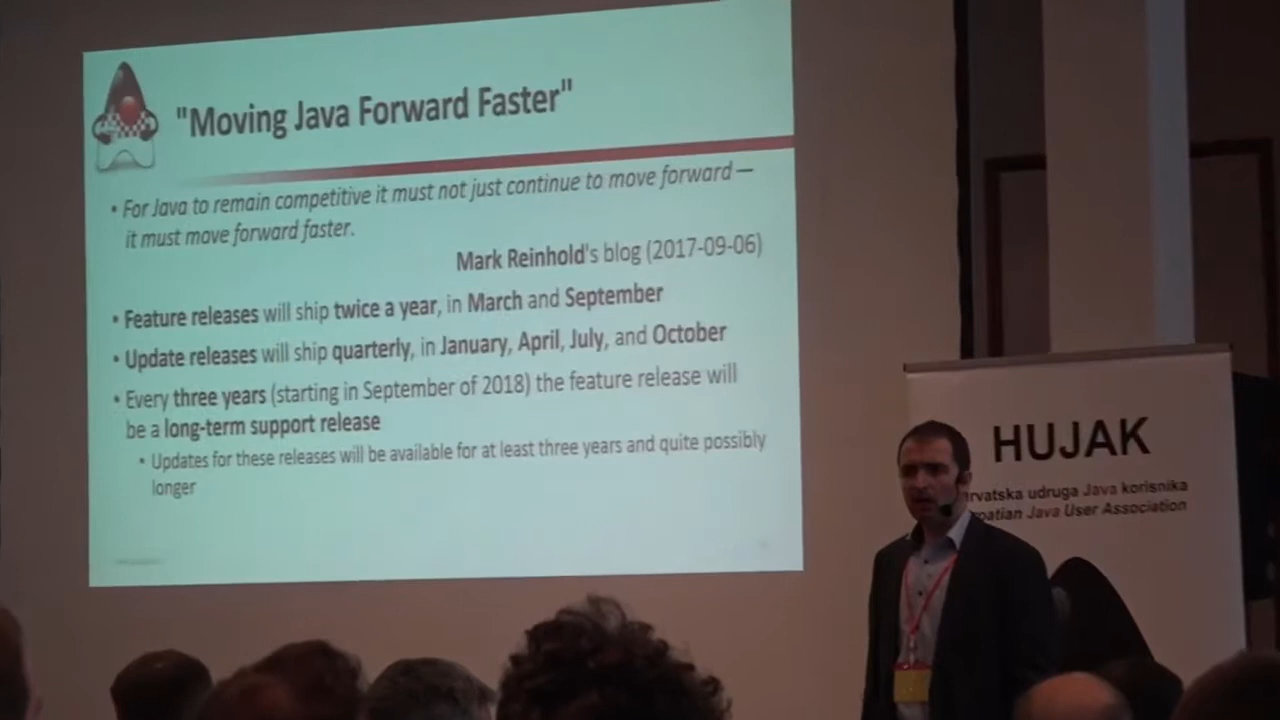 "Moving Java Forward Faster"
• For Java to remain competitive it must not just continue to move forward —
it must move forward faster.
Mark Reinhold's blog (2017-09-06)
• Feature releases will ship twice a year, in March and September
• Update releases will ship quarterly, in January, April, July, and October
• Every three years (starting in September of 2018) the feature release will
be a long-term support release
• Updates for these releases will be available for at least three years and quite possibly
longer
HUJAK
rvatska udruga Java korisnika
oatian Java User Association